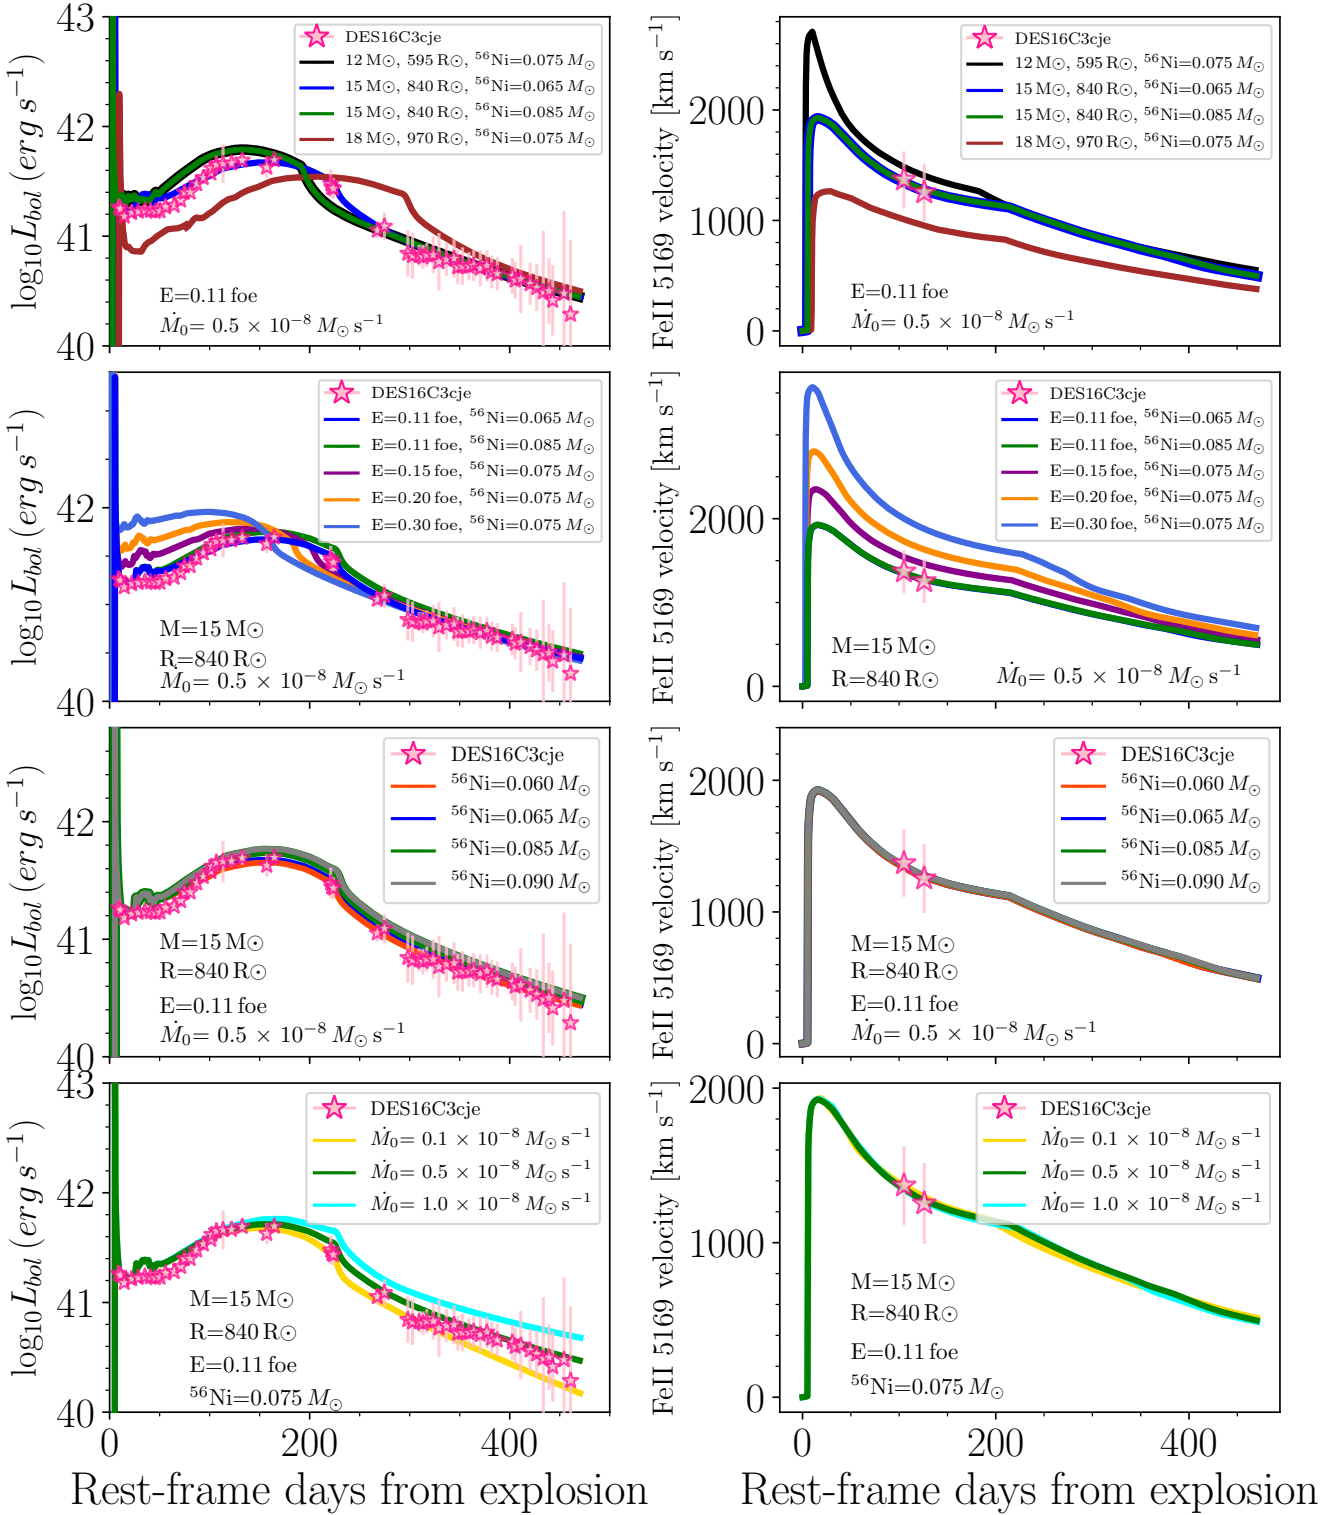 43
42
41
40
log₁₀L_bol (erg s⁻¹)
DES16C3cje
12 M⊙, 595 R⊙, ⁵⁶Ni=0.075 M⊙
15 M⊙, 840 R⊙, ⁵⁶Ni=0.065 M⊙
15 M⊙, 840 R⊙, ⁵⁶Ni=0.085 M⊙
18 M⊙, 970 R⊙, ⁵⁶Ni=0.075 M⊙
E=0.11 foe
Ṁ₀= 0.5 × 10⁻⁸ M⊙ s⁻¹
2000
1000
0
FeII 5169 velocity [km s⁻¹]
DES16C3cje
12 M⊙, 595 R⊙, ⁵⁶Ni=0.075 M⊙
15 M⊙, 840 R⊙, ⁵⁶Ni=0.065 M⊙
15 M⊙, 840 R⊙, ⁵⁶Ni=0.085 M⊙
18 M⊙, 970 R⊙, ⁵⁶Ni=0.075 M⊙
E=0.11 foe
Ṁ₀= 0.5 × 10⁻⁸ M⊙ s⁻¹
42
41
40
log₁₀L_bol (erg s⁻¹)
DES16C3cje
E=0.11 foe, ⁵⁶Ni=0.065 M⊙
E=0.11 foe, ⁵⁶Ni=0.085 M⊙
E=0.15 foe, ⁵⁶Ni=0.075 M⊙
E=0.20 foe, ⁵⁶Ni=0.075 M⊙
E=0.30 foe, ⁵⁶Ni=0.075 M⊙
M=15 M⊙
R=840 R⊙
Ṁ₀= 0.5 × 10⁻⁸ M⊙ s⁻¹
2000
0
FeII 5169 velocity [km s⁻¹]
DES16C3cje
E=0.11 foe, ⁵⁶Ni=0.065 M⊙
E=0.11 foe, ⁵⁶Ni=0.085 M⊙
E=0.15 foe, ⁵⁶Ni=0.075 M⊙
E=0.20 foe, ⁵⁶Ni=0.075 M⊙
E=0.30 foe, ⁵⁶Ni=0.075 M⊙
M=15 M⊙
R=840 R⊙
Ṁ₀= 0.5 × 10⁻⁸ M⊙ s⁻¹
42
41
40
log₁₀L_bol (erg s⁻¹)
DES16C3cje
⁵⁶Ni=0.060 M⊙
⁵⁶Ni=0.065 M⊙
⁵⁶Ni=0.085 M⊙
⁵⁶Ni=0.090 M⊙
M=15 M⊙
R=840 R⊙
E=0.11 foe
Ṁ₀= 0.5 × 10⁻⁸ M⊙ s⁻¹
2000
1000
0
FeII 5169 velocity [km s⁻¹]
DES16C3cje
⁵⁶Ni=0.060 M⊙
⁵⁶Ni=0.065 M⊙
⁵⁶Ni=0.085 M⊙
⁵⁶Ni=0.090 M⊙
M=15 M⊙
R=840 R⊙
E=0.11 foe
Ṁ₀= 0.5 × 10⁻⁸ M⊙ s⁻¹
43
42
41
40
log₁₀L_bol (erg s⁻¹)
DES16C3cje
Ṁ₀= 0.1 × 10⁻⁸ M⊙ s⁻¹
Ṁ₀= 0.5 × 10⁻⁸ M⊙ s⁻¹
Ṁ₀= 1.0 × 10⁻⁸ M⊙ s⁻¹
M=15 M⊙
R=840 R⊙
E=0.11 foe
⁵⁶Ni=0.075 M⊙
0 200 400
Rest-frame days from explosion
2000
1000
0
FeII 5169 velocity [km s⁻¹]
DES16C3cje
Ṁ₀= 0.1 × 10⁻⁸ M⊙ s⁻¹
Ṁ₀= 0.5 × 10⁻⁸ M⊙ s⁻¹
Ṁ₀= 1.0 × 10⁻⁸ M⊙ s⁻¹
M=15 M⊙
R=840 R⊙
E=0.11 foe
⁵⁶Ni=0.075 M⊙
0 200 400
Rest-frame days from explosion